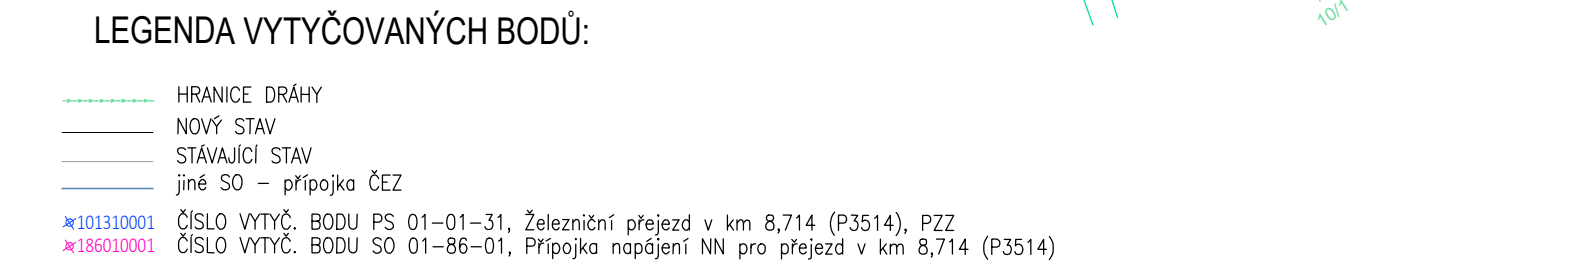 10/1
LEGENDA VYTYČOVANÝCH BODŮ:
HRANICE DRÁHY
NOVÝ STAV
STÁVAJÍCÍ STAV
jiné SO – přípojka ČEZ
101310001 ČÍSLO VYTYČ. BODU PS 01–01–31, Železniční přejezd v km 8,714 (P3514), PZZ
186010001 ČÍSLO VYTYČ. BODU SO 01–86–01, Přípojka napájení NN pro přejezd v km 8,714 (P3514)